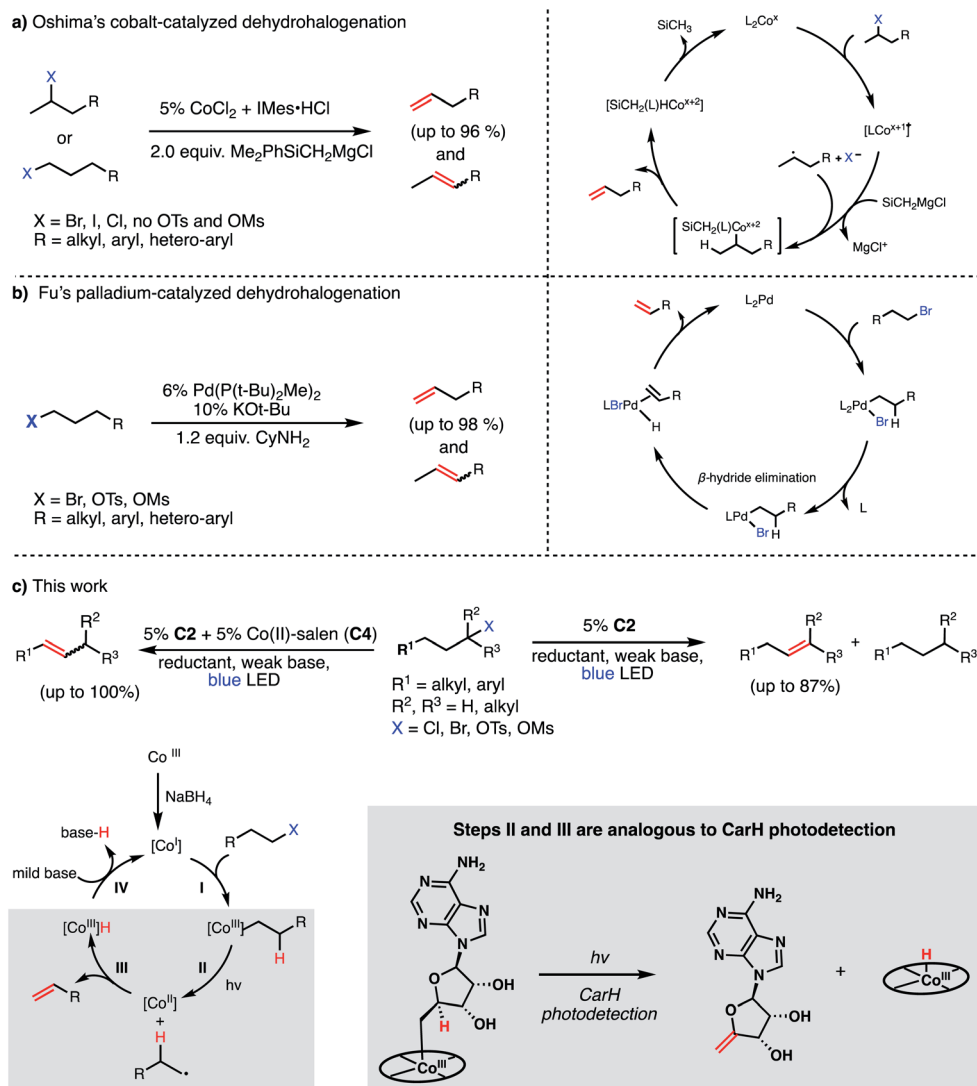 a) Oshima's cobalt-catalyzed dehydrohalogenation
X
R
or
X
R
5% CoCl2 + IMes•HCl
2.0 equiv. Me2PhSiCH2MgCl
R
(up to 96 %)
and
R
X = Br, I, Cl, no OTs and OMs
R = alkyl, aryl, hetero-aryl
L2Coˣ
X
R
[LCoˣ⁺¹]†
R + X⁻
SiCH2MgCl
MgCl⁺
SiCH2(L)Coˣ⁺²
H
R
R
[SiCH2(L)HCoˣ⁺²]
SiCH3
b) Fu's palladium-catalyzed dehydrohalogenation
X
R
6% Pd(P(t-Bu)2Me)2
10% KOt-Bu
1.2 equiv. CyNH2
R
(up to 98 %)
and
R
X = Br, OTs, OMs
R = alkyl, aryl, hetero-aryl
L2Pd
R
Br
L2Pd
R
Br
H
L
β-hydride elimination
LPd
R
Br
H
LBrPd
R
H
R
c) This work
R²
R¹
R³
(up to 100%)
5% C2 + 5% Co(II)-salen (C4)
reductant, weak base,
blue LED
R²
X
R¹
R³
R¹ = alkyl, aryl
R², R³ = H, alkyl
X = Cl, Br, OTs, OMs
5% C2
reductant, weak base,
blue LED
R²
R¹
R³
(up to 87%)
+
R²
R¹
R³
Co III
NaBH4
base-H
[CoI]
R
X
mild base
IV
I
[CoIII]H
[CoIII]
R
H
III
II
hν
R
[CoII]
+
H
R
Steps II and III are analogous to CarH photodetection
NH2
N
N
N
N
O
OH
H
OH
CoIII
hν
CarH
photodetection
NH2
N
N
N
N
O
OH
OH
+
H
CoIII